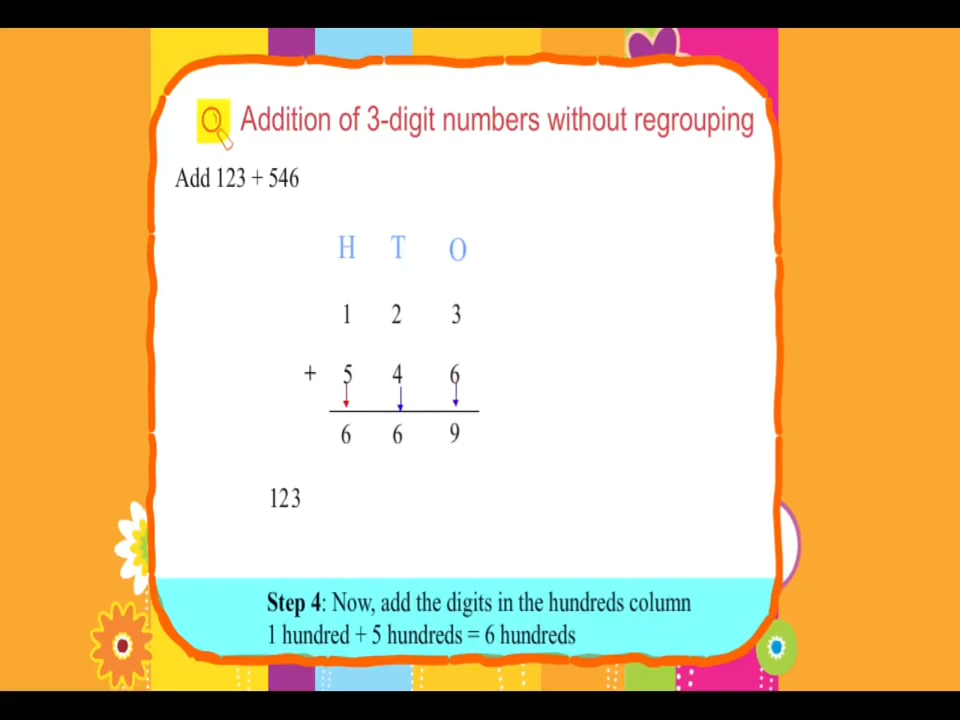 Addition of 3-digit numbers without regrouping
Add 123 + 546
H T O
1 2 3
+ 5 4 6
6 6 9
123
Step 4: Now, add the digits in the hundreds column
1 hundred + 5 hundreds = 6 hundreds